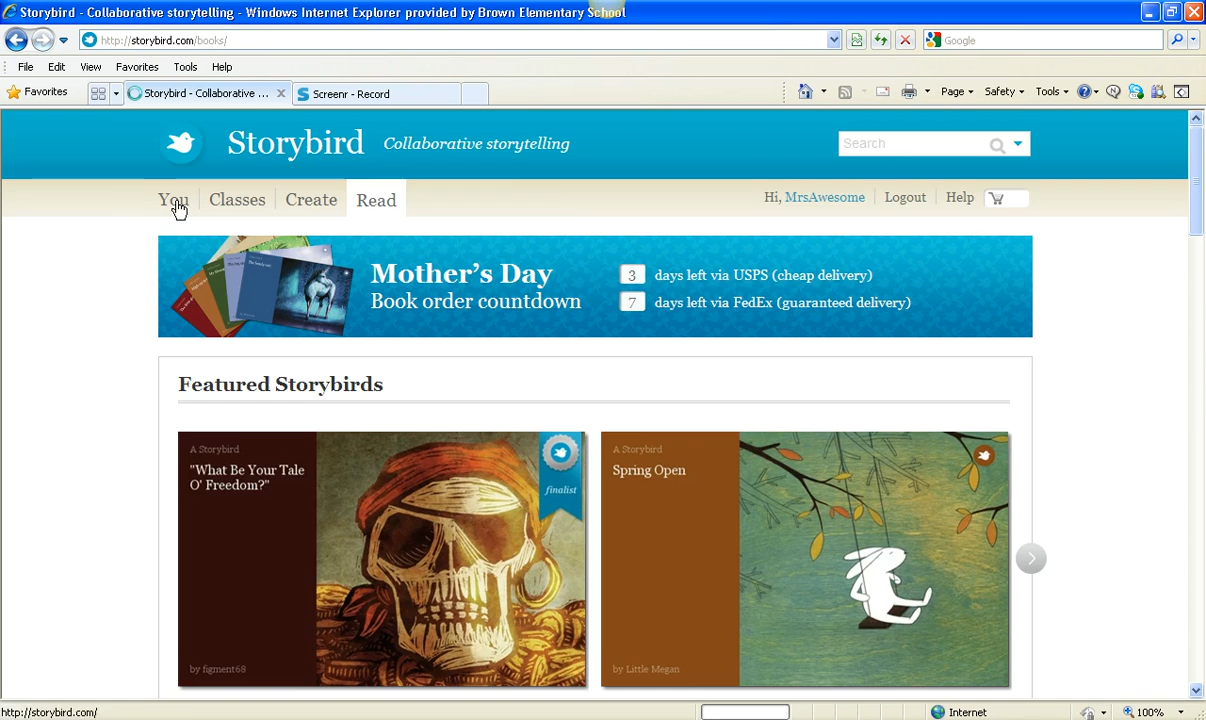 Storybird - Collaborative storytelling - Windows Internet Explorer provided by Brown Elementary School
http://storybird.com/books/
Google
File Edit View Favorites Tools Help
Favorites
Storybird - Collaborative ...
Screenr - Record
Page
Safety
Tools
Storybird
Collaborative storytelling
Search
You
Classes
Create
Read
Hi, MrsAwesome
Logout
Help
Mother's Day
Book order countdown
3 days left via USPS (cheap delivery)
7 days left via FedEx (guaranteed delivery)
Featured Storybirds
A Storybird
"What Be Your Tale
O' Freedom?"
finalist
by figment68
A Storybird
Spring Open
by Little Megan
http://storybird.com/
Internet
100%